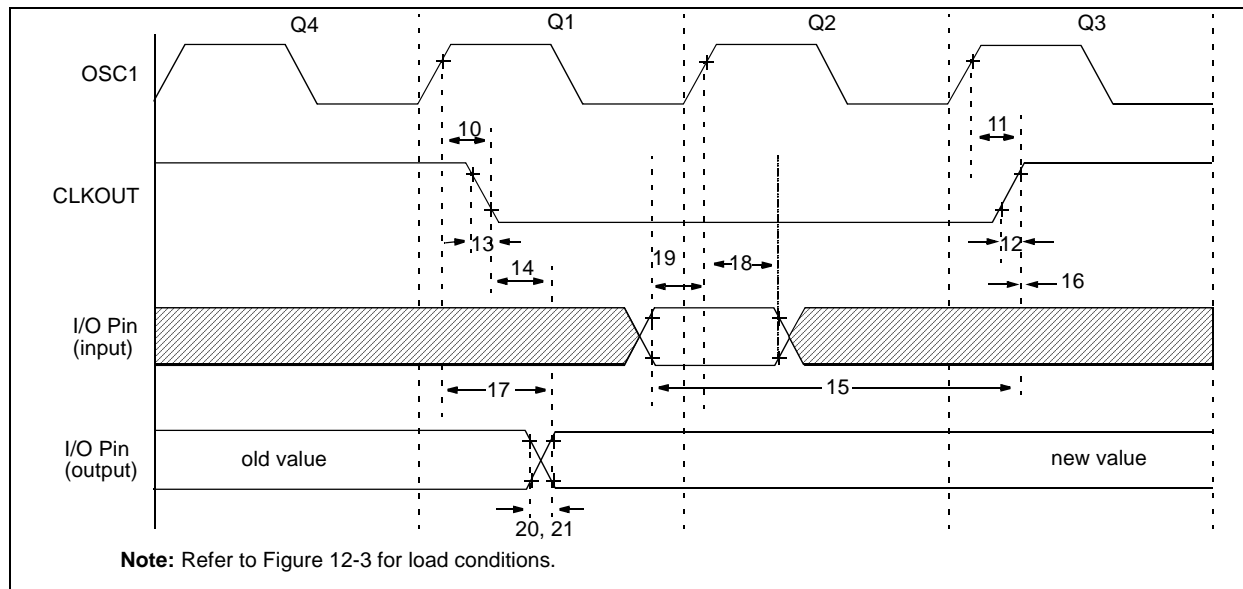 Q4
Q1
Q2
Q3
OSC1
10
11
CLKOUT
13
12
14
19
18
16
I/O Pin
(input)
17
15
I/O Pin
(output)
old value
new value
20, 21
Note: Refer to Figure 12-3 for load conditions.